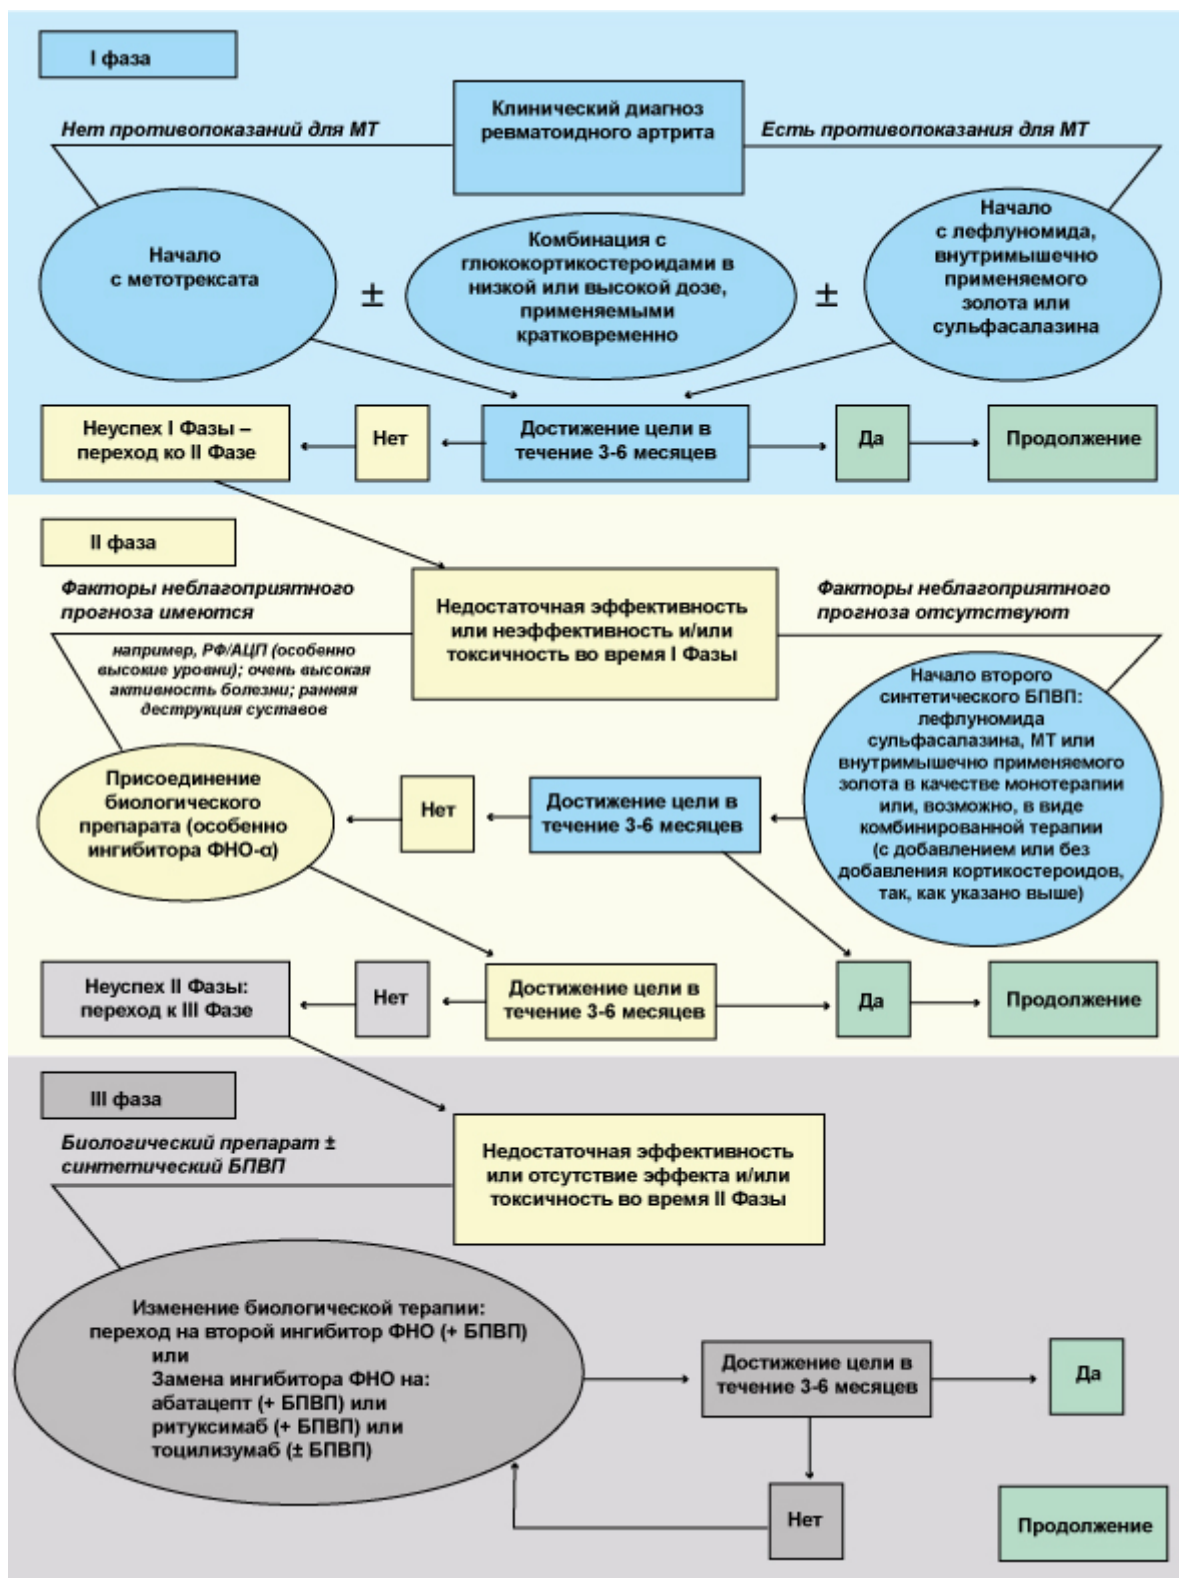 I фаза
Клинический диагноз
ревматоидного артрита
Нет противопоказаний для МТ
Есть противопоказания для МТ
Начало
с метотрексата
±
Комбинация с
глюкокортикостероидами в
низкой или высокой дозе,
применяемыми
кратковременно
±
Начало
с лефлуномида,
внутримышечно
применяемого
золота или
сульфасалазина
Неуспех I Фазы –
переход ко II Фазе
Нет
Достижение цели в
течение 3-6 месяцев
Да
Продолжение
II фаза
Факторы неблагоприятного
прогноза имеются
например, РФ/АЦП (особенно
высокие уровни); очень высокая
активность болезни; ранняя
деструкция суставов
Недостаточная эффективность
или неэффективность и/или
токсичность во время I Фазы
Факторы неблагоприятного
прогноза отсутствуют
Начало второго
синтетического БПВП:
лефлуномида
сульфасалазина, МТ или
внутримышечно применяемого
золота в качестве монотерапии
или, возможно, в виде
комбинированной терапии
(с добавлением или без
добавления кортикостероидов,
так, как указано выше)
Присоединение
биологического
препарата (особенно
ингибитора ФНО-α)
Нет
Достижение цели в
течение 3-6 месяцев
Неуспех II Фазы:
переход к III Фазе
Нет
Достижение цели в
течение 3-6 месяцев
Да
Продолжение
III фаза
Биологический препарат ±
синтетический БПВП
Недостаточная эффективность
или отсутствие эффекта и/или
токсичность во время II Фазы
Изменение биологической терапии:
переход на второй ингибитор ФНО (+ БПВП)
или
Замена ингибитора ФНО на:
абатацепт (+ БПВП) или
ритуксимаб (+ БПВП) или
тоцилизумаб (± БПВП)
Достижение цели в
течение 3-6 месяцев
Да
Нет
Продолжение